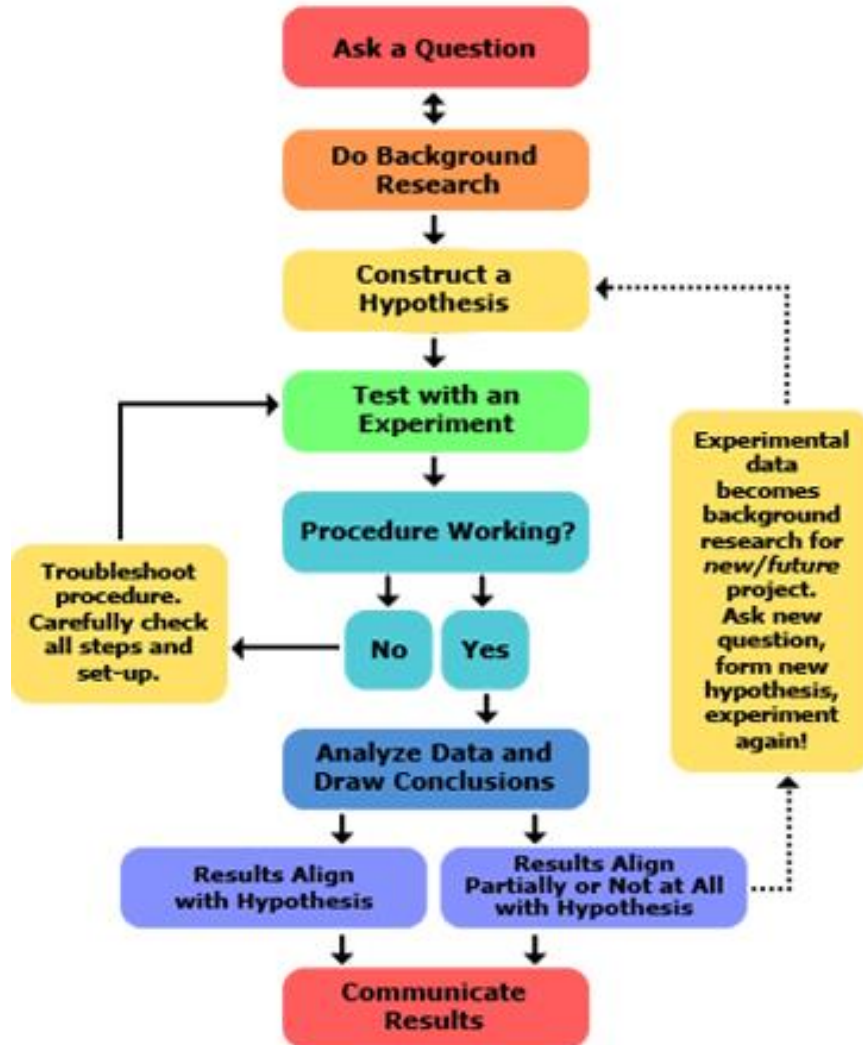 Ask a Question
Do Background
Research
Construct a
Hypothesis
Test with an
Experiment
Procedure Working?
No
Yes
Troubleshoot
procedure.
Carefully check
all steps and
set-up.
Experimental
data
becomes
background
research for
new/future
project.
Ask new
question,
form new
hypothesis,
experiment
again!
Analyze Data and
Draw Conclusions
Results Align
with Hypothesis
Results Align
Partially or Not at All
with Hypothesis
Communicate
Results